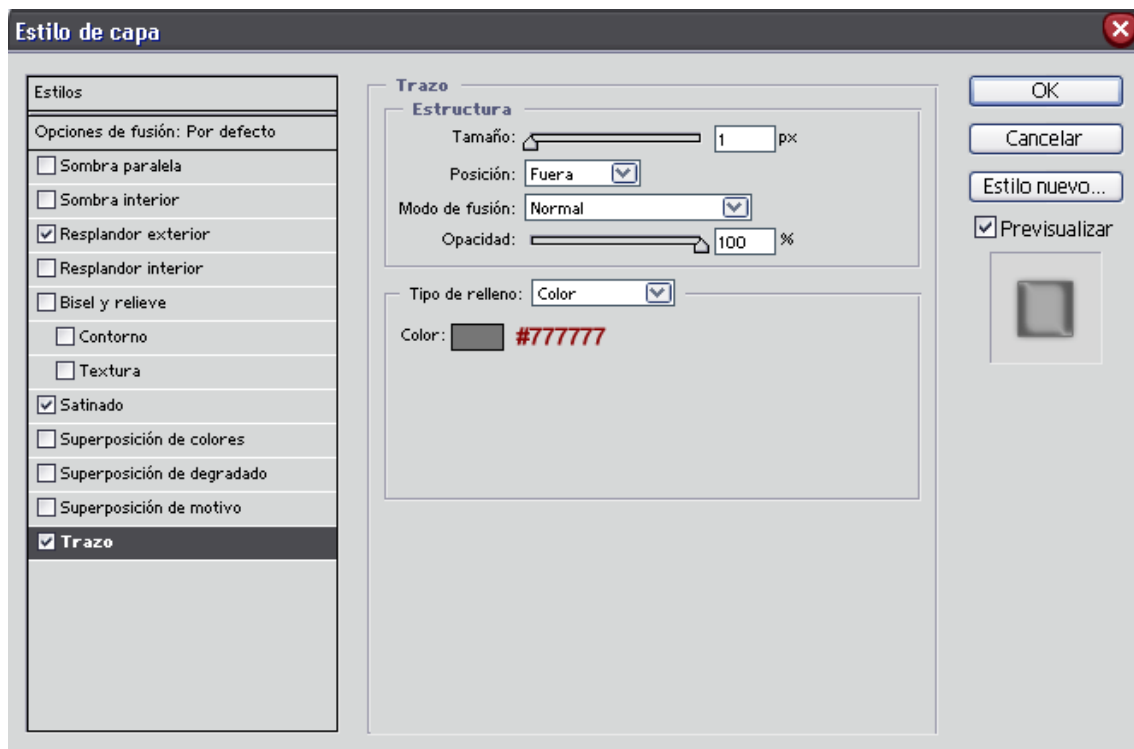 Estilo de capa
Estilos
Opciones de fusión: Por defecto
Sombra paralela
Sombra interior
Resplandor exterior
Resplandor interior
Bisel y relieve
Contorno
Textura
Satinado
Superposición de colores
Superposición de degradado
Superposición de motivo
Trazo
Trazo
Estructura
Tamaño: 1 px
Posición: Fuera
Modo de fusión: Normal
Opacidad: 100 %
Tipo de relleno: Color
Color: #777777
OK
Cancelar
Estilo nuevo...
Previsualizar